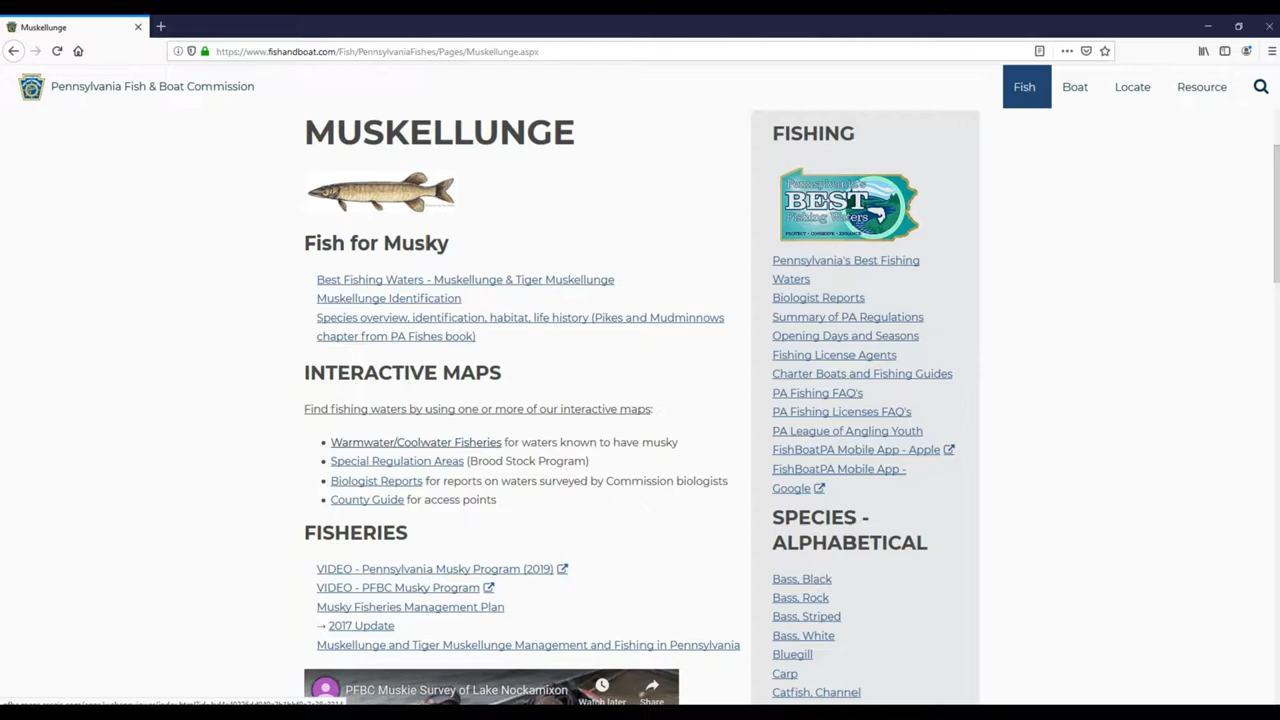 Muskellunge
https://www.fishandboat.com/Fish/PennsylvaniaFishes/Pages/Muskellunge.aspx
Pennsylvania Fish & Boat Commission
Fish
Boat
Locate
Resource
MUSKELLUNGE
Fish for Musky
Best Fishing Waters - Muskellunge & Tiger Muskellunge
Muskellunge Identification
Species overview, identification, habitat, life history (Pikes and Mudminnows
chapter from PA Fishes book)
INTERACTIVE MAPS
Find fishing waters by using one or more of our interactive maps:
• Warmwater/Coolwater Fisheries for waters known to have musky
• Special Regulation Areas (Brood Stock Program)
• Biologist Reports for reports on waters surveyed by Commission biologists
• County Guide for access points
FISHERIES
VIDEO - Pennsylvania Musky Program (2019)
VIDEO - PFBC Musky Program
Musky Fisheries Management Plan
→ 2017 Update
Muskellunge and Tiger Muskellunge Management and Fishing in Pennsylvania
PFBC Muskie Survey of Lake Nockamixon
Watch later
Share
FISHING
Pennsylvania's
BEST
Fishing Waters
PROTECT • CONSERVE • ENHANCE
Pennsylvania's Best Fishing
Waters
Biologist Reports
Summary of PA Regulations
Opening Days and Seasons
Fishing License Agents
Charter Boats and Fishing Guides
PA Fishing FAQ's
PA Fishing Licenses FAQ's
PA League of Angling Youth
FishBoatPA Mobile App - Apple
FishBoatPA Mobile App -
Google
SPECIES -
ALPHABETICAL
Bass, Black
Bass, Rock
Bass, Striped
Bass, White
Bluegill
Carp
Catfish, Channel